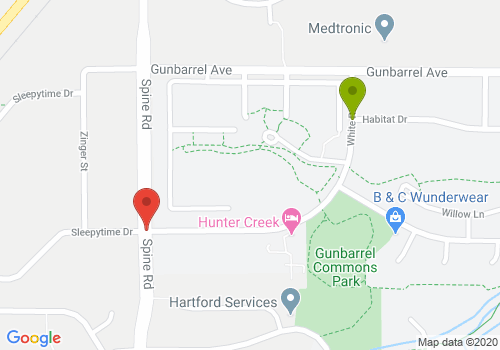 Medtronic
Gunbarrel Ave
Gunbarrel Ave
Sleepytime Dr
Spine Rd
Zinger St
White
Habitat Dr
B & C Wunderwear
Willow Ln
Hunter Creek
Sleepytime Dr
Spine Rd
Gunbarrel
Commons
Park
Hartford Services
Google
Map data ©2020